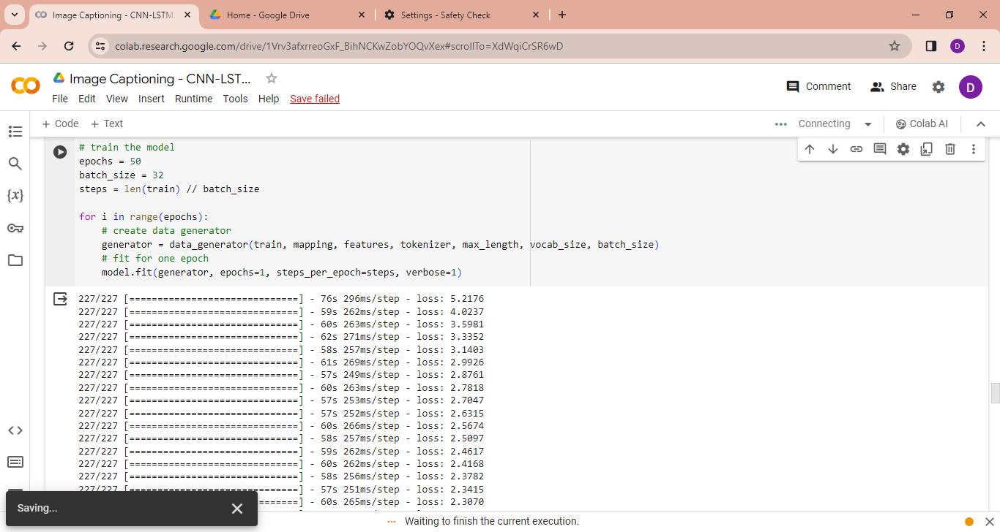 Image Captioning - CNN-LSTM
Home - Google Drive
Settings - Safety Check
colab.research.google.com/drive/1Vrv3afxrreoGxF_BihNCKwZobYOQvXex#scrollTo=XdWqiCrSR6wD
D
Image Captioning - CNN-LST...
File Edit View Insert Runtime Tools Help Save failed
Comment Share D
+ Code + Text
Connecting Colab AI
{x}
# train the model
epochs = 50
batch_size = 32
steps = len(train) // batch_size
for i in range(epochs):
# create data generator
generator = data_generator(train, mapping, features, tokenizer, max_length, vocab_size, batch_size)
# fit for one epoch
model.fit(generator, epochs=1, steps_per_epoch=steps, verbose=1)
227/227 [==============================] - 76s 296ms/step - loss: 5.2176
227/227 [==============================] - 59s 262ms/step - loss: 4.0237
227/227 [==============================] - 60s 263ms/step - loss: 3.5981
227/227 [==============================] - 62s 271ms/step - loss: 3.3352
227/227 [==============================] - 58s 257ms/step - loss: 3.1403
227/227 [==============================] - 61s 269ms/step - loss: 2.9926
227/227 [==============================] - 57s 249ms/step - loss: 2.8761
227/227 [==============================] - 60s 263ms/step - loss: 2.7818
227/227 [==============================] - 57s 253ms/step - loss: 2.7047
227/227 [==============================] - 57s 252ms/step - loss: 2.6315
227/227 [==============================] - 60s 266ms/step - loss: 2.5674
227/227 [==============================] - 58s 257ms/step - loss: 2.5097
227/227 [==============================] - 59s 262ms/step - loss: 2.4617
227/227 [==============================] - 60s 262ms/step - loss: 2.4168
227/227 [==============================] - 58s 256ms/step - loss: 2.3782
227/227 [==============================] - 57s 251ms/step - loss: 2.3415
=======] - 60s 265ms/step - loss: 2.3070
Saving...
Waiting to finish the current execution.